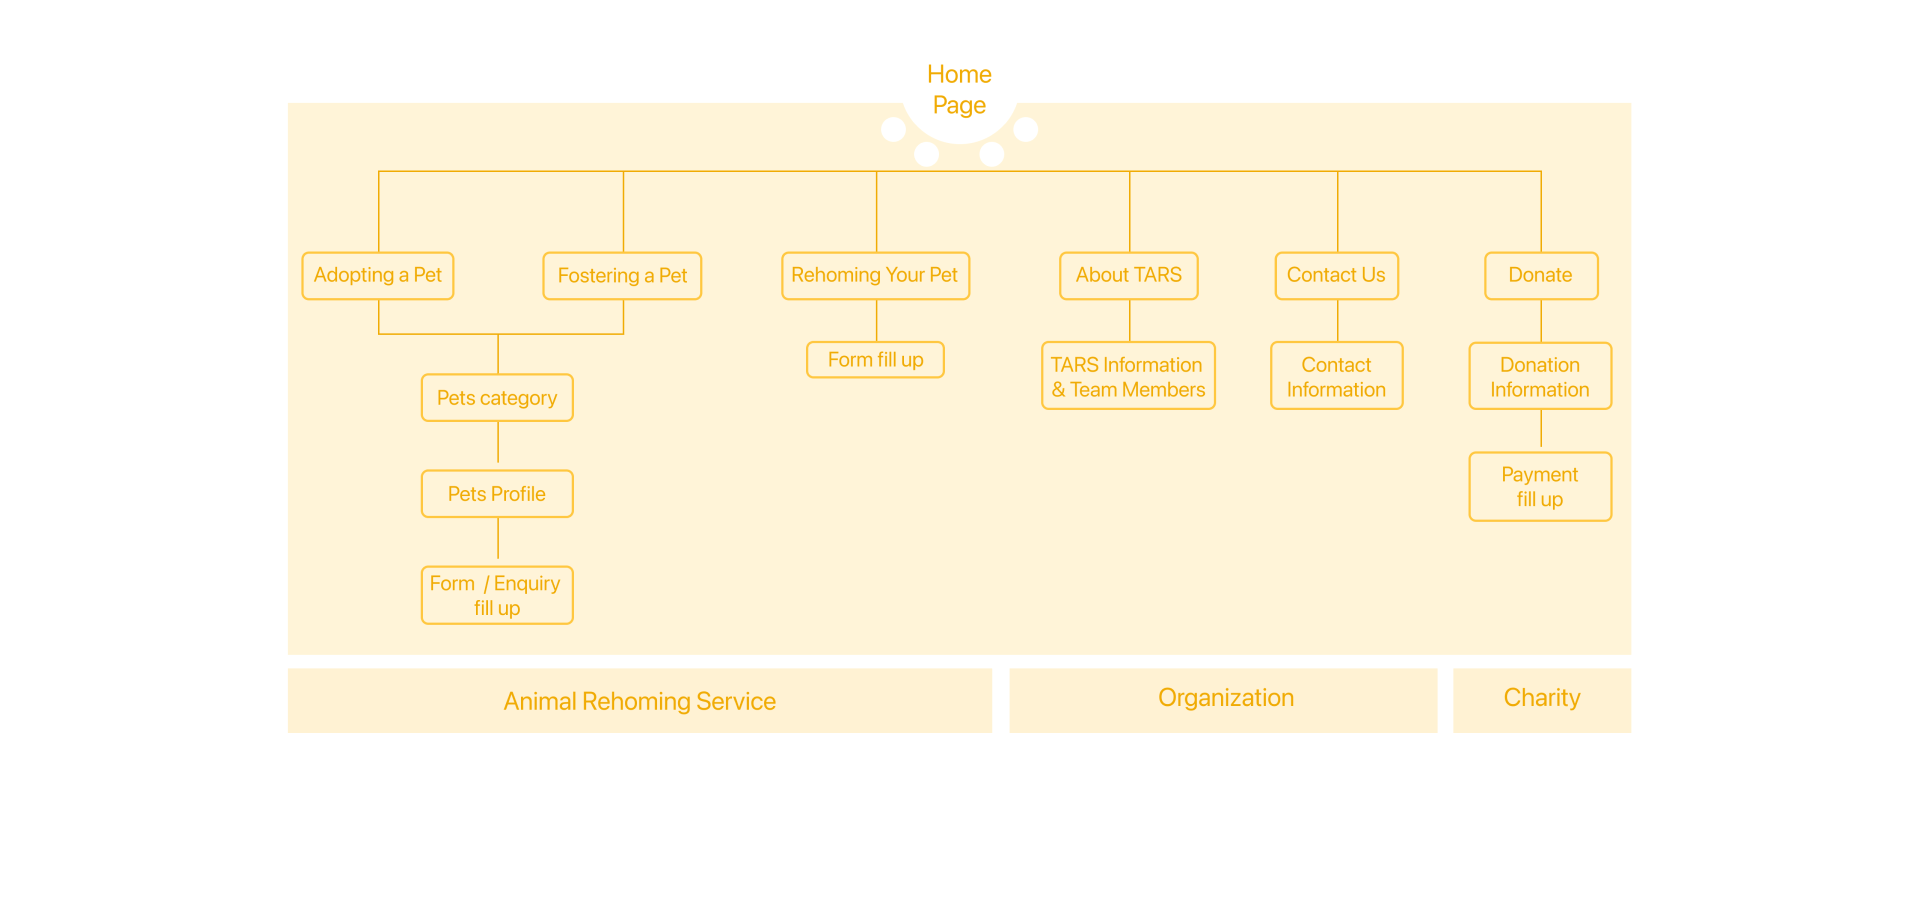 Home
Page
Adopting a Pet
Fostering a Pet
Rehoming Your Pet
About TARS
Contact Us
Donate
Form fill up
TARS Information
& Team Members
Contact
Information
Donation
Information
Pets category
Payment
fill up
Pets Profile
Form / Enquiry
fill up
Animal Rehoming Service
Organization
Charity